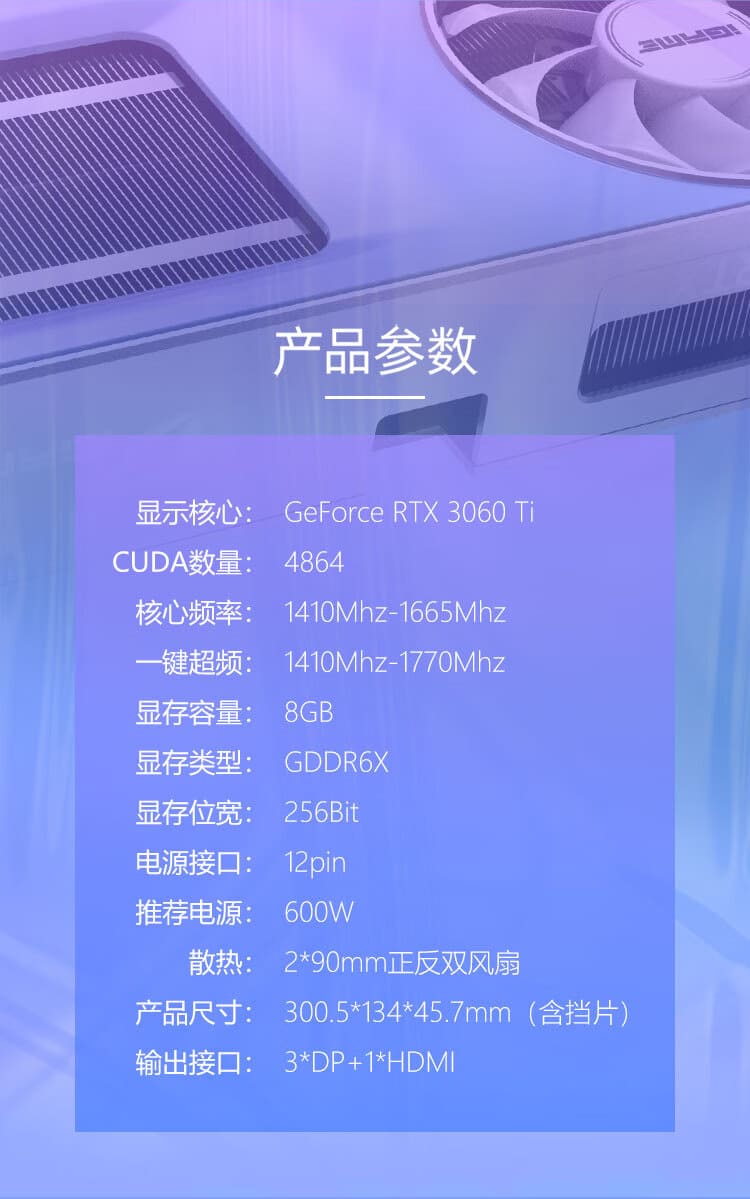 iGAME
产品参数
显示核心： GeForce RTX 3060 Ti
CUDA数量： 4864
核心频率： 1410Mhz-1665Mhz
一键超频： 1410Mhz-1770Mhz
显存容量： 8GB
显存类型： GDDR6X
显存位宽： 256Bit
电源接口： 12pin
推荐电源： 600W
散热： 2*90mm正反双风扇
产品尺寸： 300.5*134*45.7mm（含挡片）
输出接口： 3*DP+1*HDMI